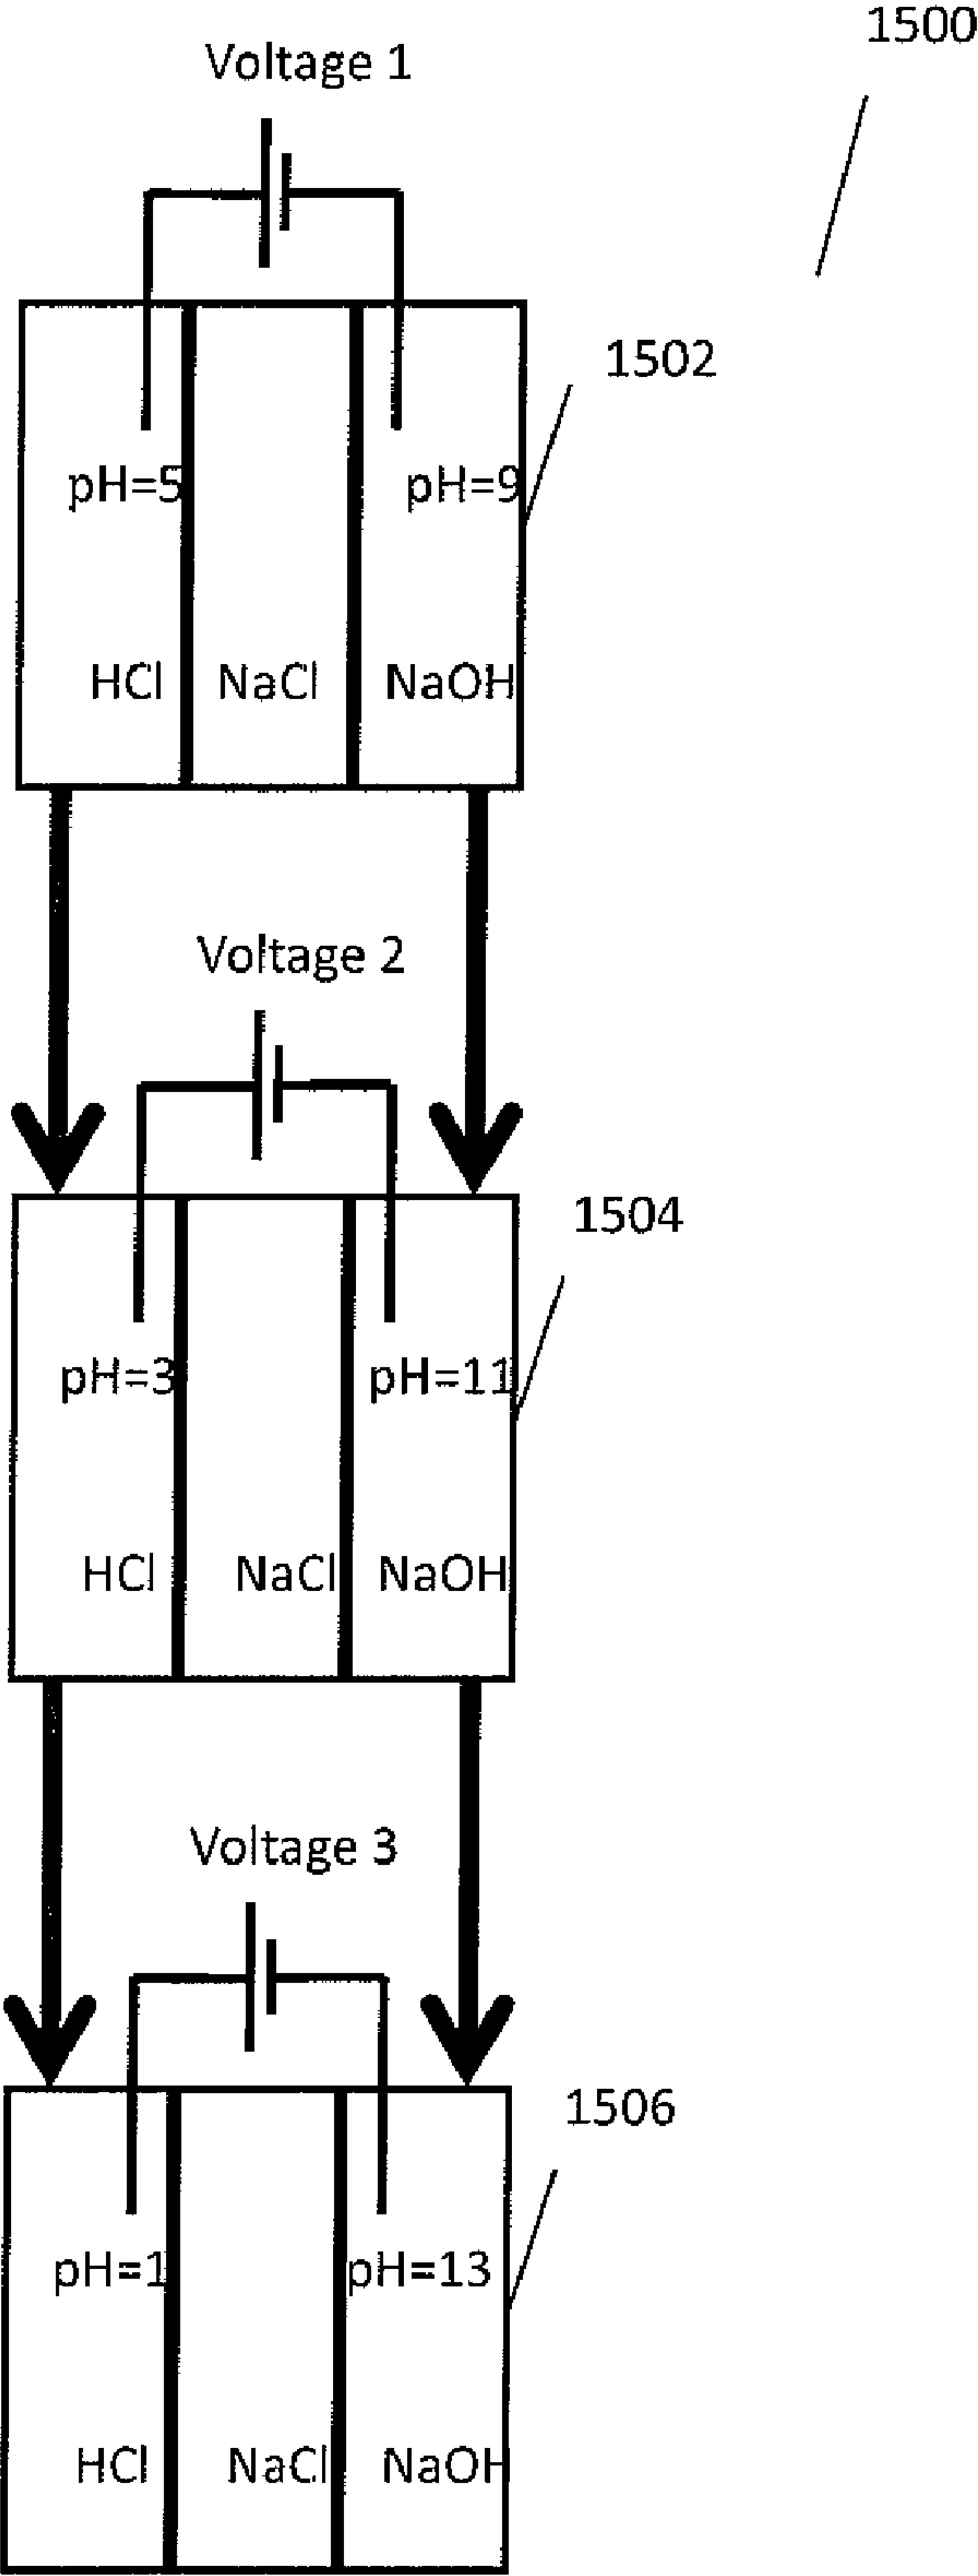 1500
Voltage 1
1502
pH=5 pH=9
HCl NaCl NaOH
Voltage 2
1504
pH=3 pH=11
HCl NaCl NaOH
Voltage 3
1506
pH=1 pH=13
HCl NaCl NaOH